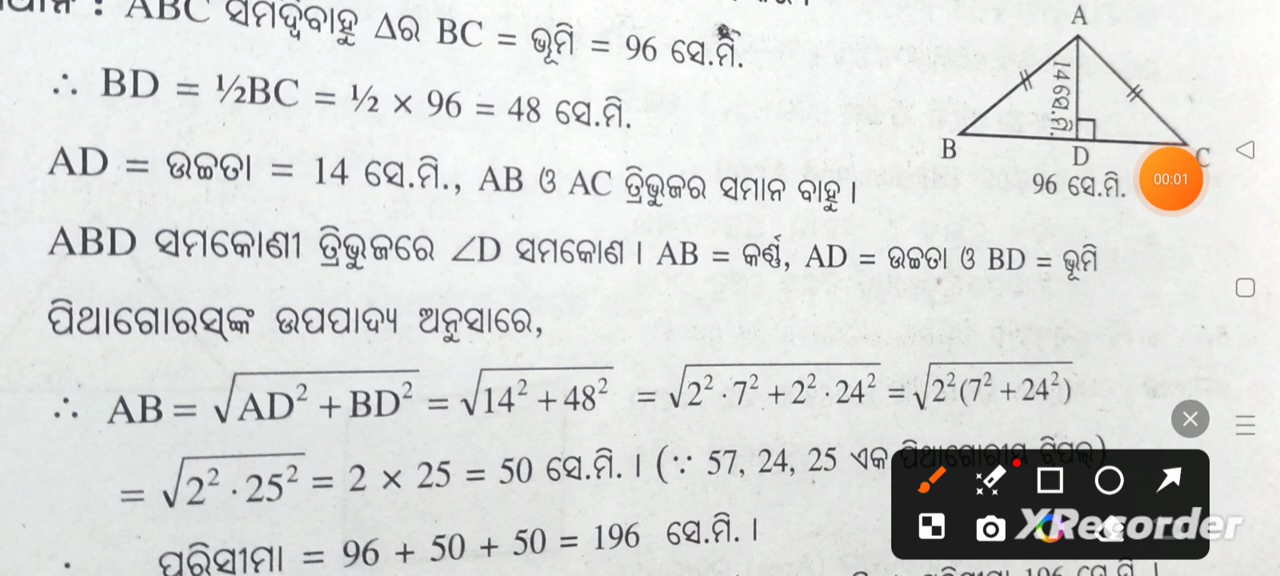 : ABC ସମଦ୍ବିବାହୁ Δର BC = ଭୂମି = 96 ସେ.ମି.
∴ BD = ½BC = ½ × 96 = 48 ସେ.ମି.
AD = ଉଚ୍ଚତା = 14 ସେ.ମି., AB ଓ AC ତ୍ରିଭୁଜର ସମାନ ବାହୁ ।
ABD ସମକୋଣୀ ତ୍ରିଭୁଜରେ ∠D ସମକୋଣ । AB = କର୍ଣ୍ଣ, AD = ଉଚ୍ଚତା ଓ BD = ଭୂମି
ପିଥାଗୋରସ୍‌ଙ୍କ ଉପପାଦ୍ୟ ଅନୁସାରେ,
∴ AB = √(AD² + BD²) = √(14² + 48²) = √(2² · 7² + 2² · 24²) = √(2²(7² + 24²))
= √(2² · 25²) = 2 × 25 = 50 ସେ.ମି. । (∵ 57, 24, 25 ଏକ ପିଥାଗୋରୀୟ ଟ୍ରିପଲ୍)
ପରିସୀମା = 96 + 50 + 50 = 196 ସେ.ମି. ।
A
14ସେ.ମି.
B D C
96 ସେ.ମି.
00:01
XRecorder